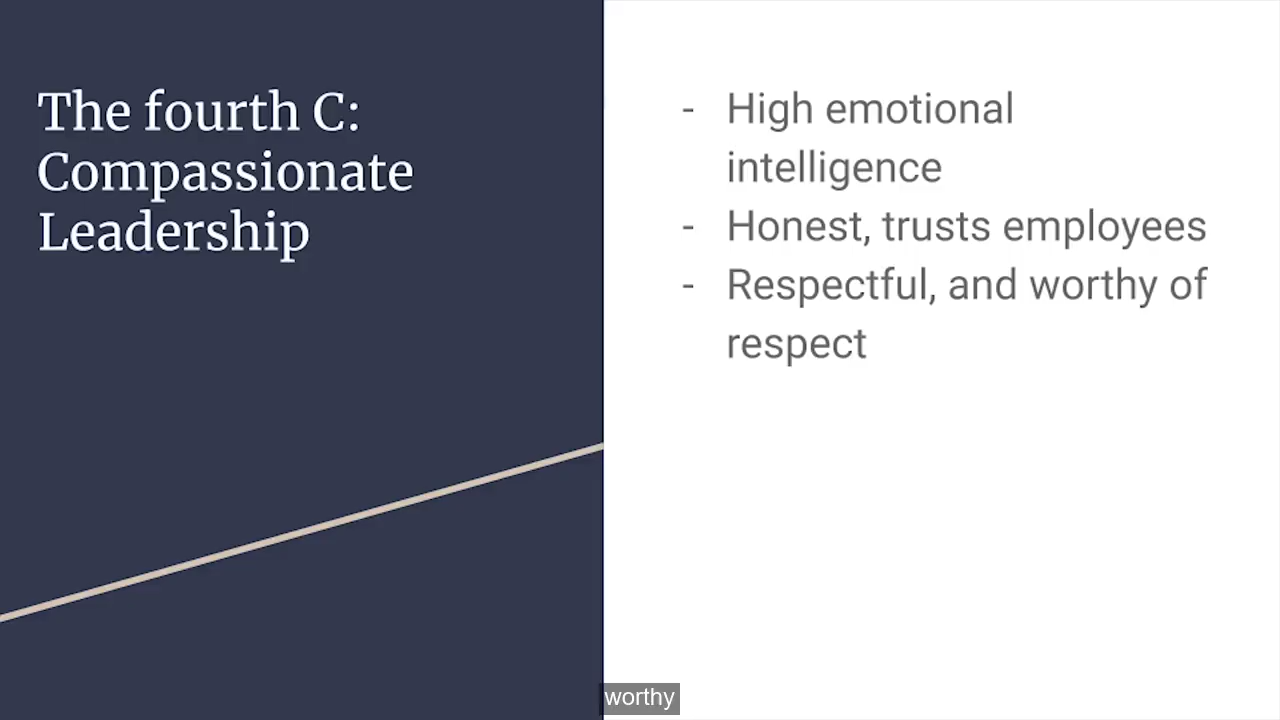 The fourth C:
Compassionate
Leadership
- High emotional
intelligence
- Honest, trusts employees
- Respectful, and worthy of
respect
worthy